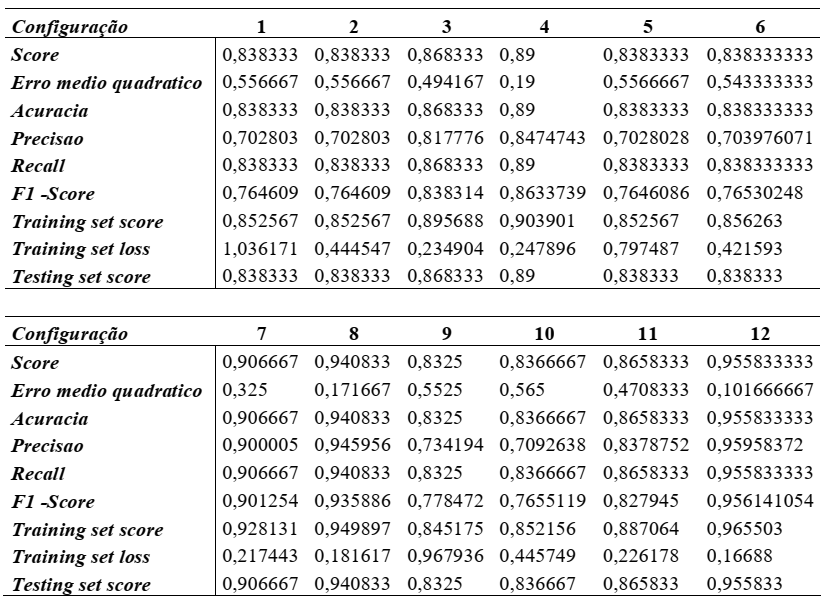 Configuração 1 2 3 4 5 6
Score 0,838333 0,838333 0,868333 0,89 0,8383333 0,838333333
Erro medio quadratico 0,556667 0,556667 0,494167 0,19 0,5566667 0,543333333
Acuracia 0,838333 0,838333 0,868333 0,89 0,8383333 0,838333333
Precisao 0,702803 0,702803 0,817776 0,8474743 0,7028028 0,703976071
Recall 0,838333 0,838333 0,868333 0,89 0,8383333 0,838333333
F1 -Score 0,764609 0,764609 0,838314 0,8633739 0,7646086 0,76530248
Training set score 0,852567 0,852567 0,895688 0,903901 0,852567 0,856263
Training set loss 1,036171 0,444547 0,234904 0,247896 0,797487 0,421593
Testing set score 0,838333 0,838333 0,868333 0,89 0,838333 0,838333
Configuração 7 8 9 10 11 12
Score 0,906667 0,940833 0,8325 0,8366667 0,8658333 0,955833333
Erro medio quadratico 0,325 0,171667 0,5525 0,565 0,4708333 0,101666667
Acuracia 0,906667 0,940833 0,8325 0,8366667 0,8658333 0,955833333
Precisao 0,900005 0,945956 0,734194 0,7092638 0,8378752 0,95958372
Recall 0,906667 0,940833 0,8325 0,8366667 0,8658333 0,955833333
F1 -Score 0,901254 0,935886 0,778472 0,7655119 0,827945 0,956141054
Training set score 0,928131 0,949897 0,845175 0,852156 0,887064 0,965503
Training set loss 0,217443 0,181617 0,967936 0,445749 0,226178 0,16688
Testing set score 0,906667 0,940833 0,8325 0,836667 0,865833 0,955833